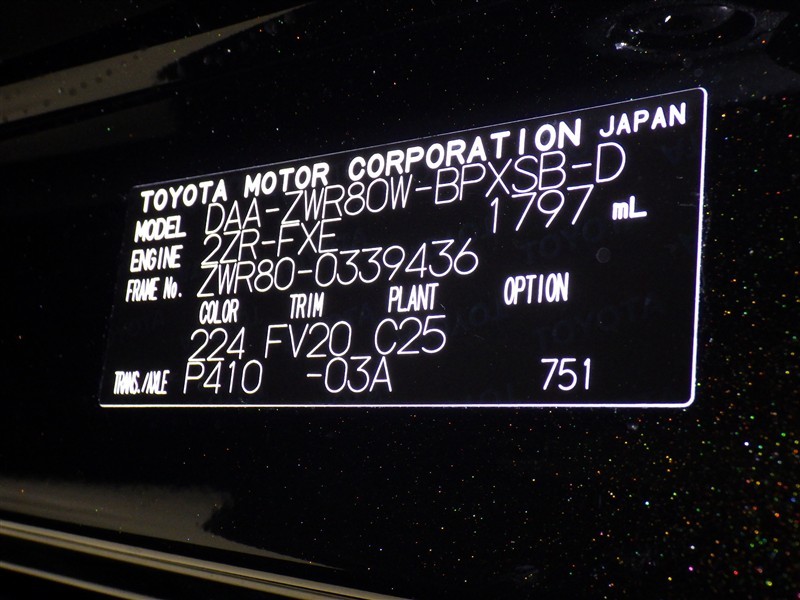 TOYOTA MOTOR CORPORATION JAPAN
MODEL DAA-ZWR80W-BPXSB-D
ENGINE 2ZR-FXE 1797 mL
FRAME No. ZWR80-0339436
COLOR TRIM PLANT OPTION
224 FV20 C25
TRANS./AXLE P410 -03A 751